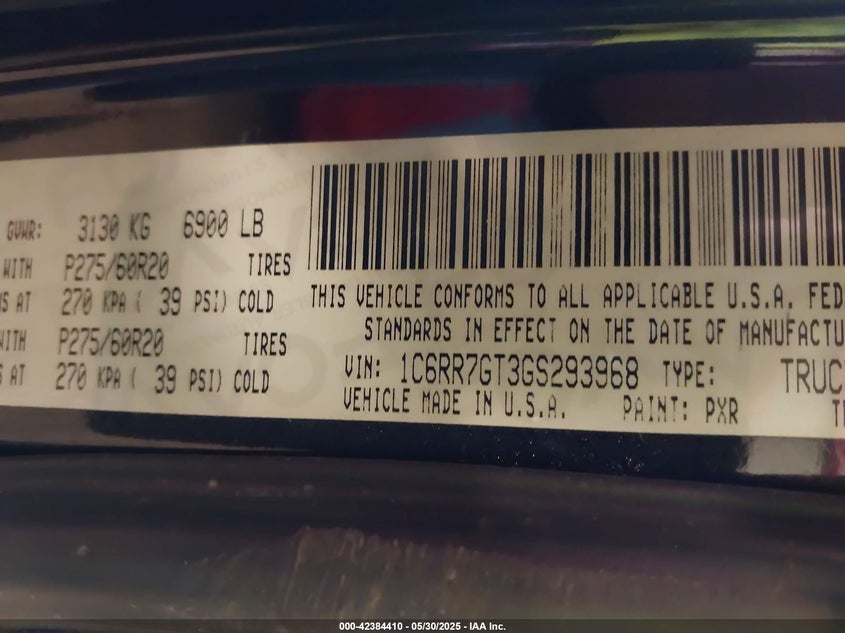 GVWR: 3130 KG 6900 LB
WITH P275/60R20 TIRES
AT 270 KPA ( 39 PSI) COLD
P275/60R20 TIRES
AT 270 KPA ( 39 PSI) COLD
THIS VEHICLE CONFORMS TO ALL APPLICABLE U.S.A. FED
STANDARDS IN EFFECT ON THE DATE OF MANUFACTU
VIN: 1C6RR7GT3GS293968 TYPE: TRUC
VEHICLE MADE IN U.S.A. PAINT: PXR
000-42384410 - 05/30/2025 - IAA Inc.